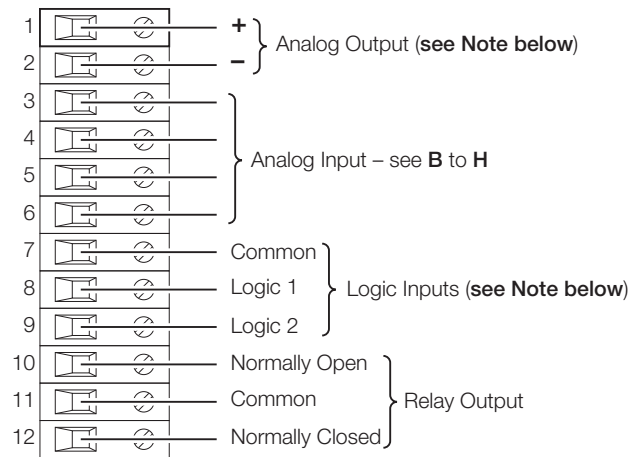 1 +
Analog Output (see Note below)
2 –
3
4
Analog Input – see B to H
5
6
7 Common
8 Logic 1 Logic Inputs (see Note below)
9 Logic 2
10 Normally Open
11 Common Relay Output
12 Normally Closed